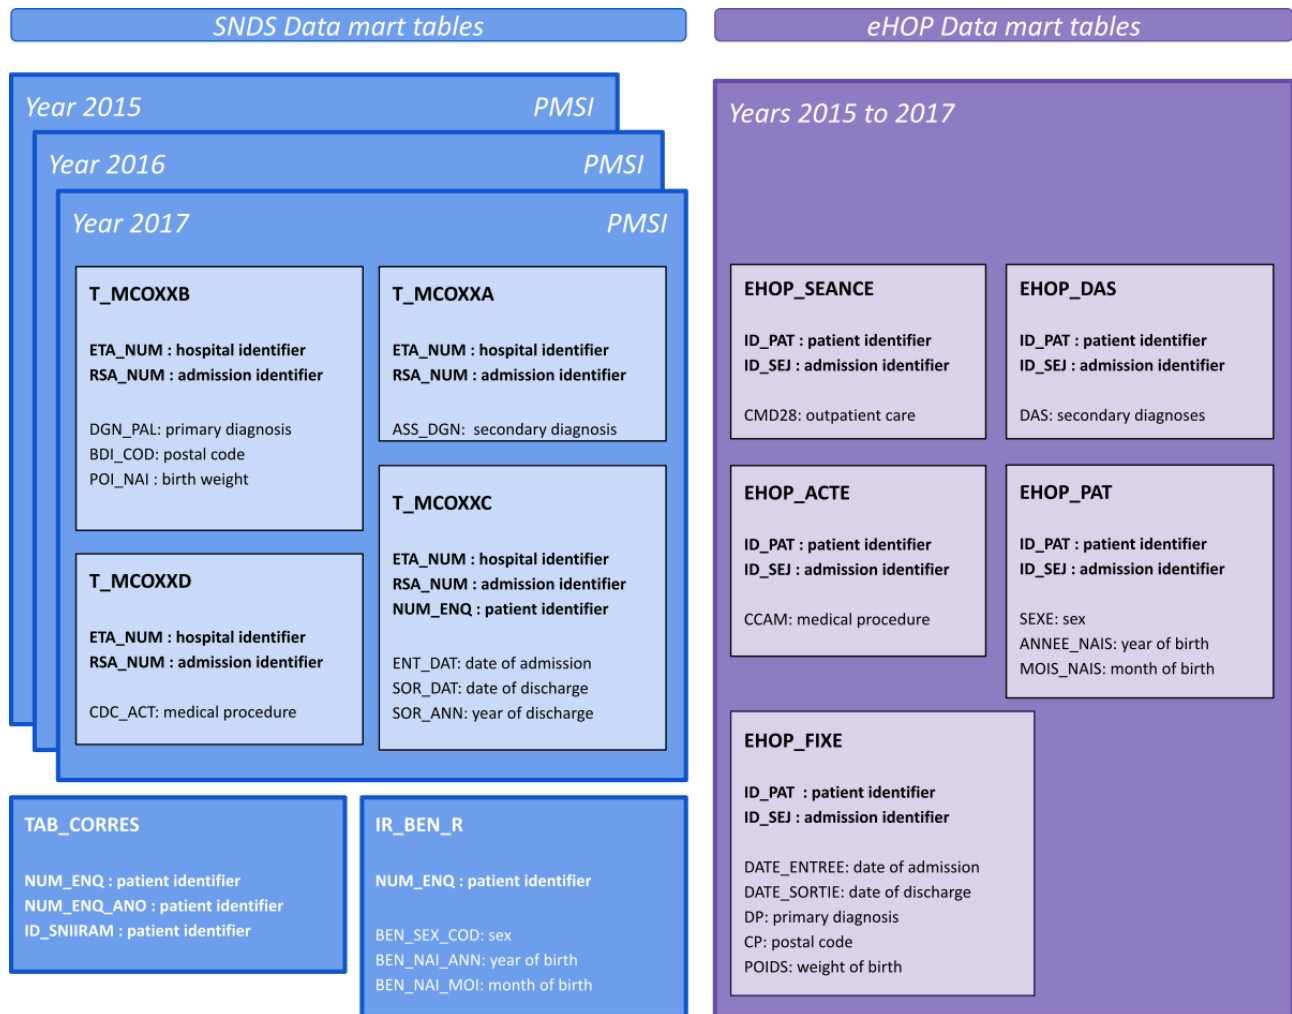 SNDS Data mart tables
Year 2015 PMSI
Year 2016 PMSI
Year 2017 PMSI
T_MCOXXB
ETA_NUM : hospital identifier
RSA_NUM : admission identifier
DGN_PAL: primary diagnosis
BDI_COD: postal code
POI_NAI : birth weight
T_MCOXXA
ETA_NUM : hospital identifier
RSA_NUM : admission identifier
ASS_DGN: secondary diagnosis
T_MCOXXD
ETA_NUM : hospital identifier
RSA_NUM : admission identifier
CDC_ACT: medical procedure
T_MCOXXC
ETA_NUM : hospital identifier
RSA_NUM : admission identifier
NUM_ENQ : patient identifier
ENT_DAT: date of admission
SOR_DAT: date of discharge
SOR_ANN: year of discharge
TAB_CORRES
NUM_ENQ : patient identifier
NUM_ENQ_ANO : patient identifier
ID_SNIIRAM : patient identifier
IR_BEN_R
NUM_ENQ : patient identifier
BEN_SEX_COD: sex
BEN_NAI_ANN: year of birth
BEN_NAI_MOI: month of birth
eHOP Data mart tables
Years 2015 to 2017
EHOP_SEANCE
ID_PAT : patient identifier
ID_SEJ : admission identifier
CMD28: outpatient care
EHOP_DAS
ID_PAT : patient identifier
ID_SEJ : admission identifier
DAS: secondary diagnoses
EHOP_ACTE
ID_PAT : patient identifier
ID_SEJ : admission identifier
CCAM: medical procedure
EHOP_PAT
ID_PAT : patient identifier
ID_SEJ : admission identifier
SEXE: sex
ANNEE_NAIS: year of birth
MOIS_NAIS: month of birth
EHOP_FIXE
ID_PAT : patient identifier
ID_SEJ : admission identifier
DATE_ENTREE: date of admission
DATE_SORTIE: date of discharge
DP: primary diagnosis
CP: postal code
POIDS: weight of birth